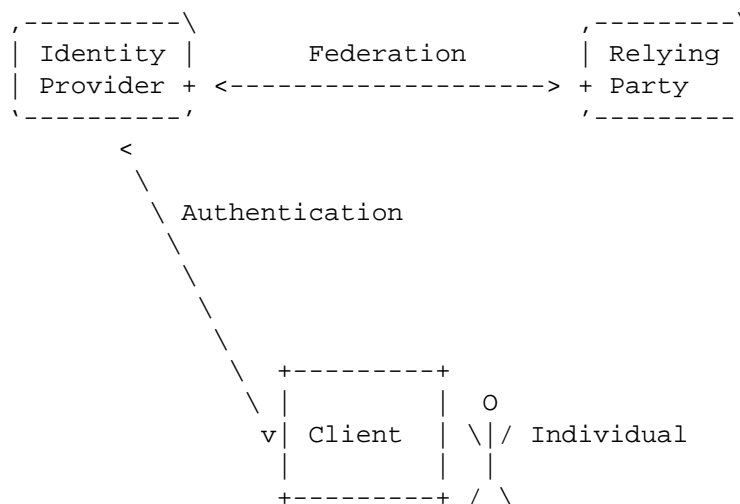 Identity Federation Relying
Provider Party
Authentication
O
v Client Individual